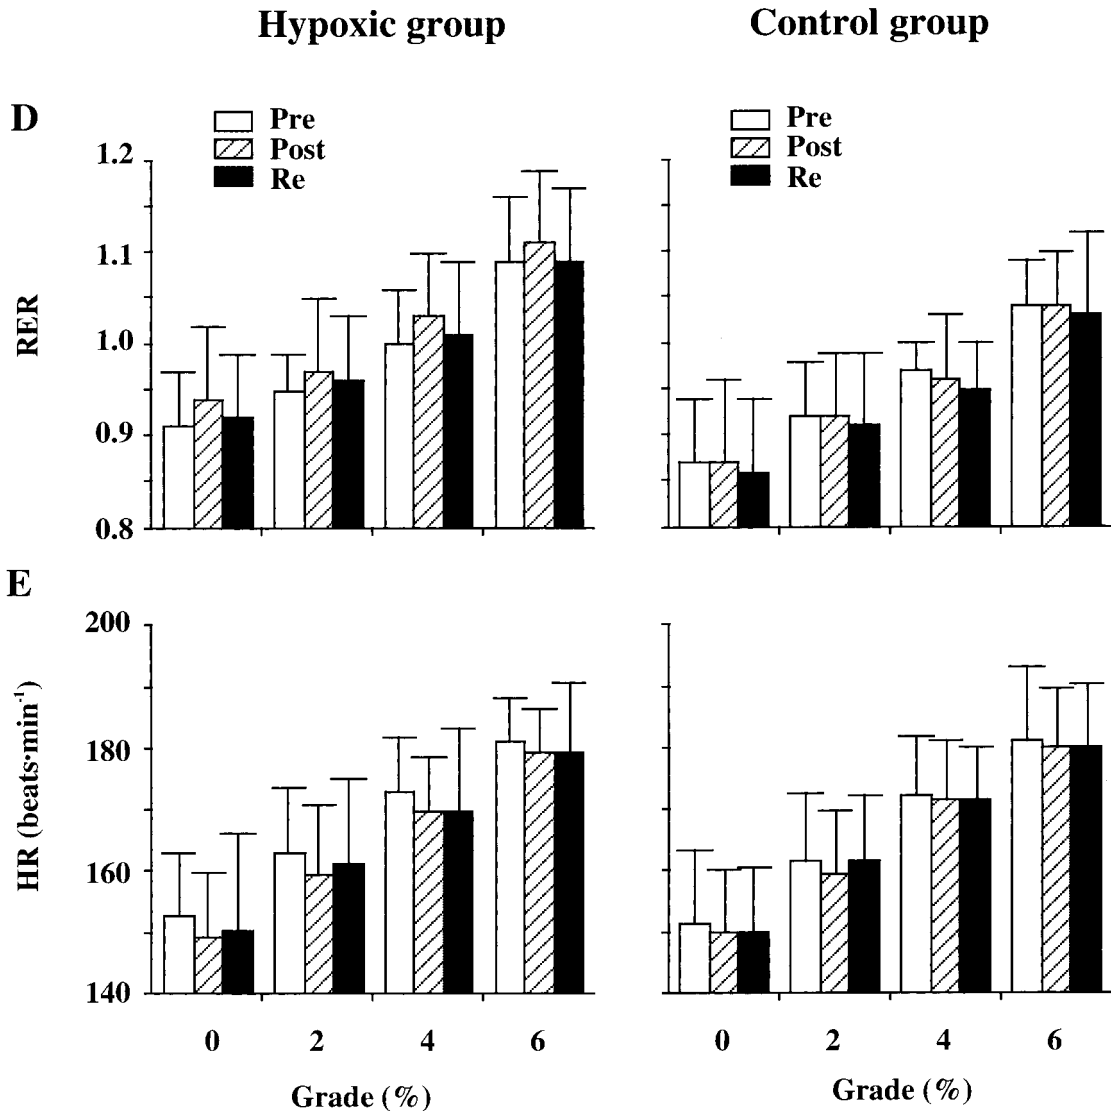 Hypoxic group
Control group
D
Pre
Post
Re
Pre
Post
Re
1.2
1.1
1.0
0.9
0.8
RER
E
200
180
160
140
HR (beats·min⁻¹)
0 2 4 6
0 2 4 6
Grade (%)
Grade (%)